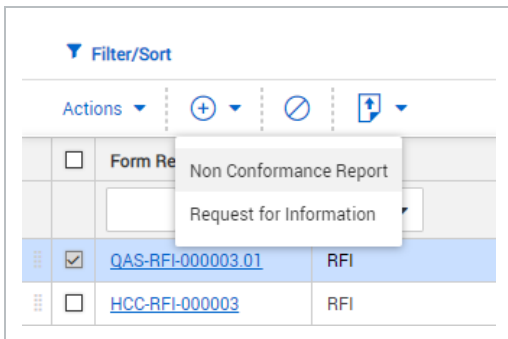 Filter/Sort
Actions
Form Re
Non Conformance Report
Request for Information
QAS-RFI-000003.01 RFI
HCC-RFI-000003 RFI